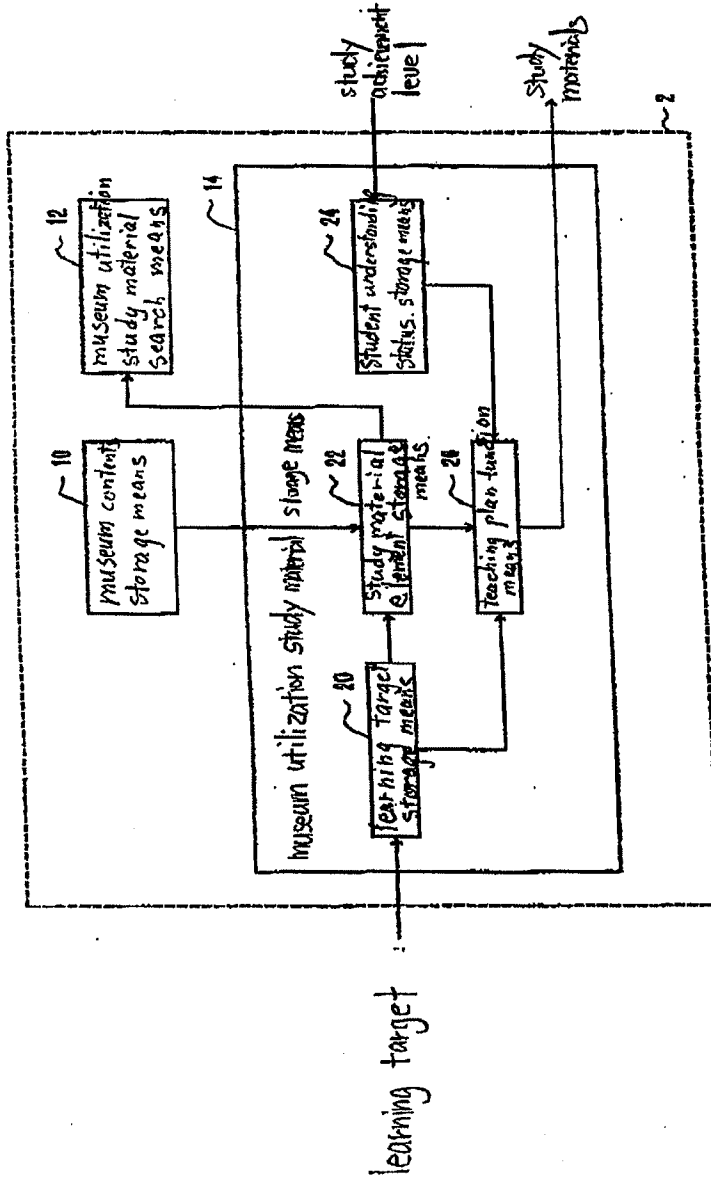 10
museum contents
storage means
12
museum utilization
study material
search means
14
museum utilization study material storage means
learning target
20
learning target
storage means
22
study material
element storage
means.
24
student understanding
status. storage means
26
teaching plan function
means
study
achievement
level
study
materials
2